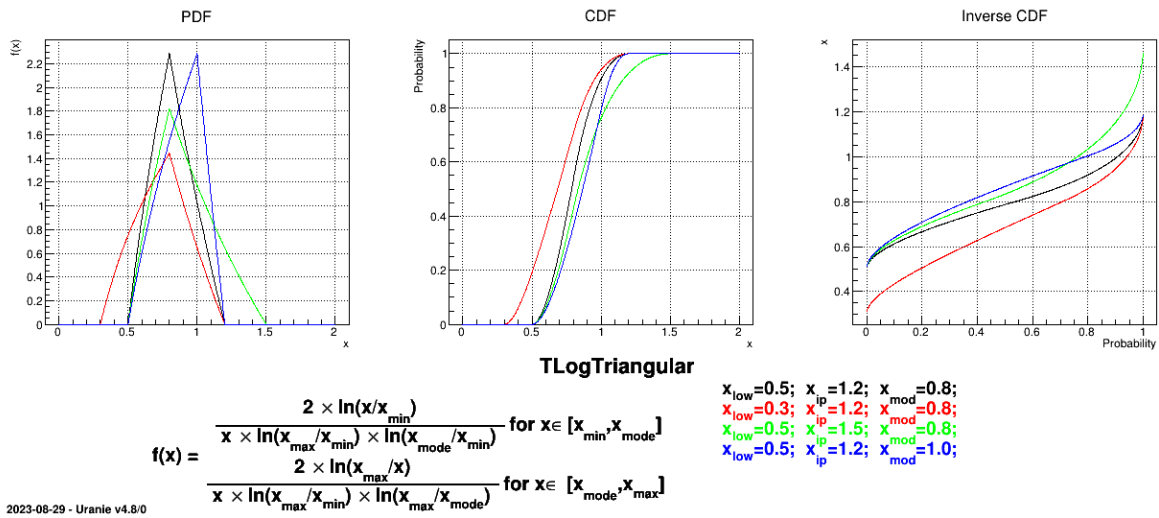 PDF
CDF
Inverse CDF
f(x)
2.2
2
1.8
1.6
1.4
1.2
1
0.8
0.6
0.4
0.2
0
0 0.5 1 1.5 2
x
Probability
1
0.8
0.6
0.4
0.2
0
0 0.5 1 1.5 2
x
x
1.4
1.2
1
0.8
0.6
0.4
0 0.2 0.4 0.6 0.8 1
Probability
TLogTriangular
x_low=0.5; x_ip=1.2; x_mod=0.8;
x_low=0.3; x_ip=1.2; x_mod=0.8;
x_low=0.5; x_ip=1.5; x_mod=0.8;
x_low=0.5; x_ip=1.2; x_mod=1.0;
f(x) =
2 × ln(x/x_min)
x × ln(x_max/x_min) × ln(x_mode/x_min)
for x∈ [x_min,x_mode]
2 × ln(x_max/x)
x × ln(x_max/x_min) × ln(x_max/x_mode)
for x∈ [x_mode,x_max]
2023-08-29 - Uranie v4.8/0